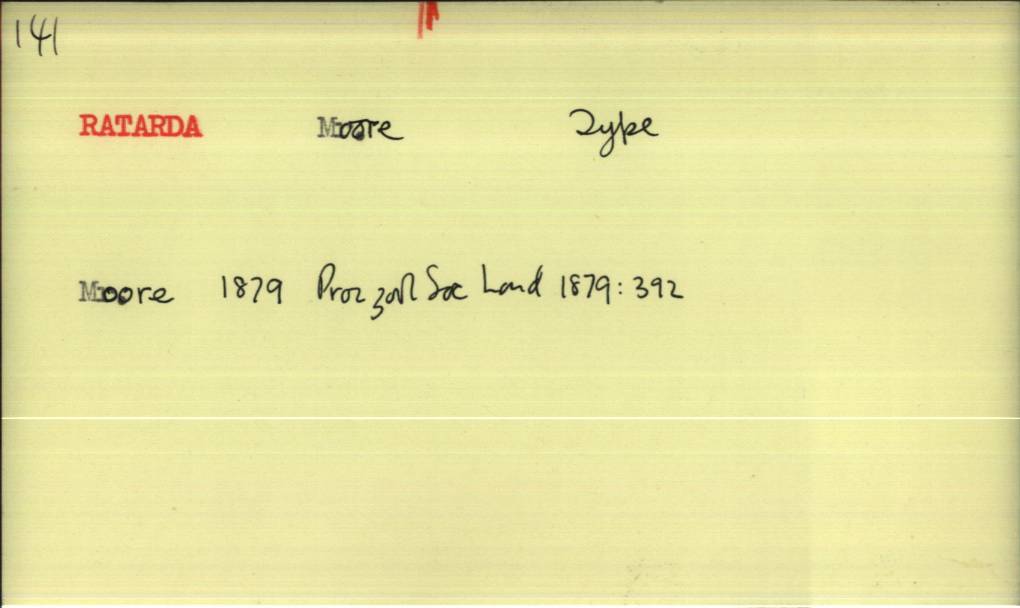 141
RATARDA Moore Type
Moore 1879 Proc zool Soc Lond 1879: 392